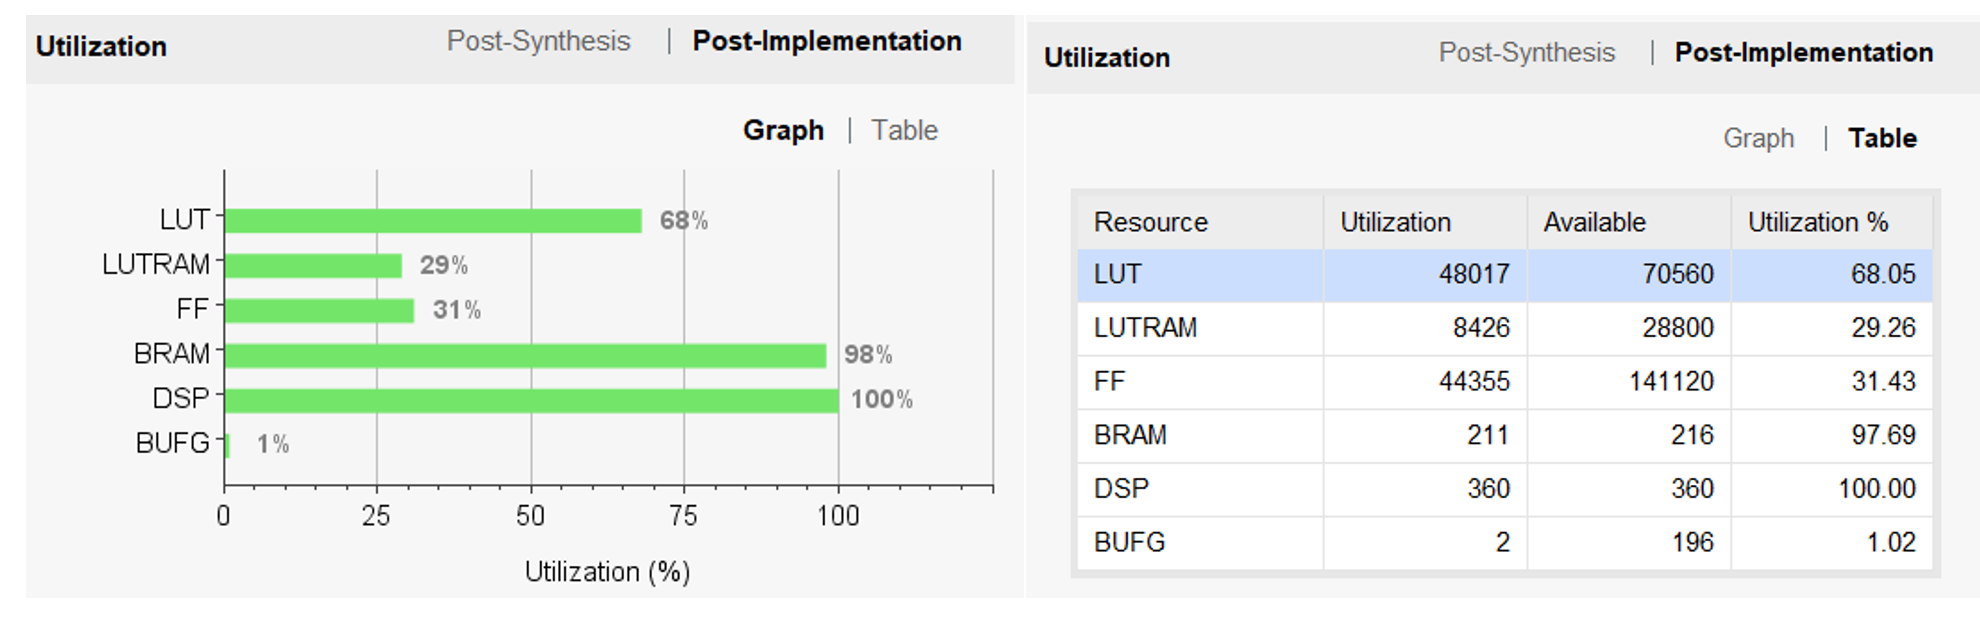 Utilization Post-Synthesis | Post-Implementation
Graph | Table
LUT 68%
LUTRAM 29%
FF 31%
BRAM 98%
DSP 100%
BUFG 1%
0 25 50 75 100
Utilization (%)
Utilization Post-Synthesis | Post-Implementation
Graph | Table
Resource Utilization Available Utilization %
LUT 48017 70560 68.05
LUTRAM 8426 28800 29.26
FF 44355 141120 31.43
BRAM 211 216 97.69
DSP 360 360 100.00
BUFG 2 196 1.02